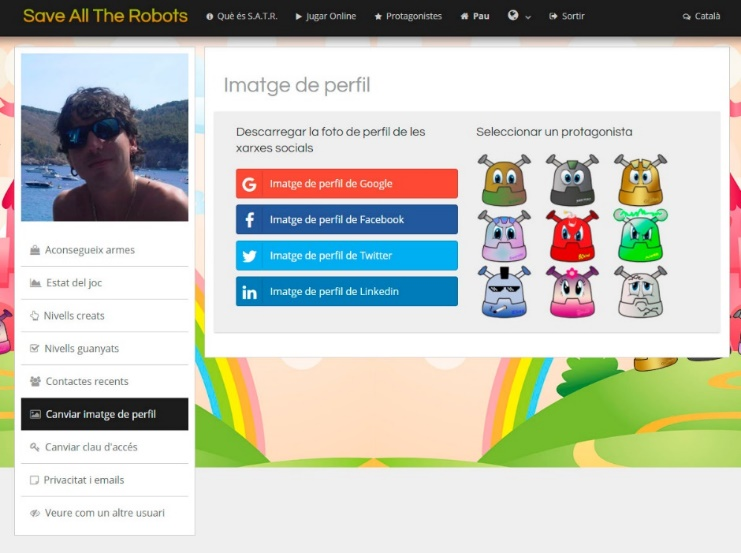 Save All The Robots
Què és S.A.T.R.
Jugar Online
Protagonistes
Pau
Sortir
Català
Imatge de perfil
Descarregar la foto de perfil de les
xarxes socials
Seleccionar un protagonista
Imatge de perfil de Google
Imatge de perfil de Facebook
Imatge de perfil de Twitter
Imatge de perfil de Linkedin
Aconsegueix armes
Estat del joc
Nivells creats
Nivells guanyats
Contactes recents
Canviar imatge de perfil
Canviar clau d'accés
Privacitat i emails
Veure com un altre usuari